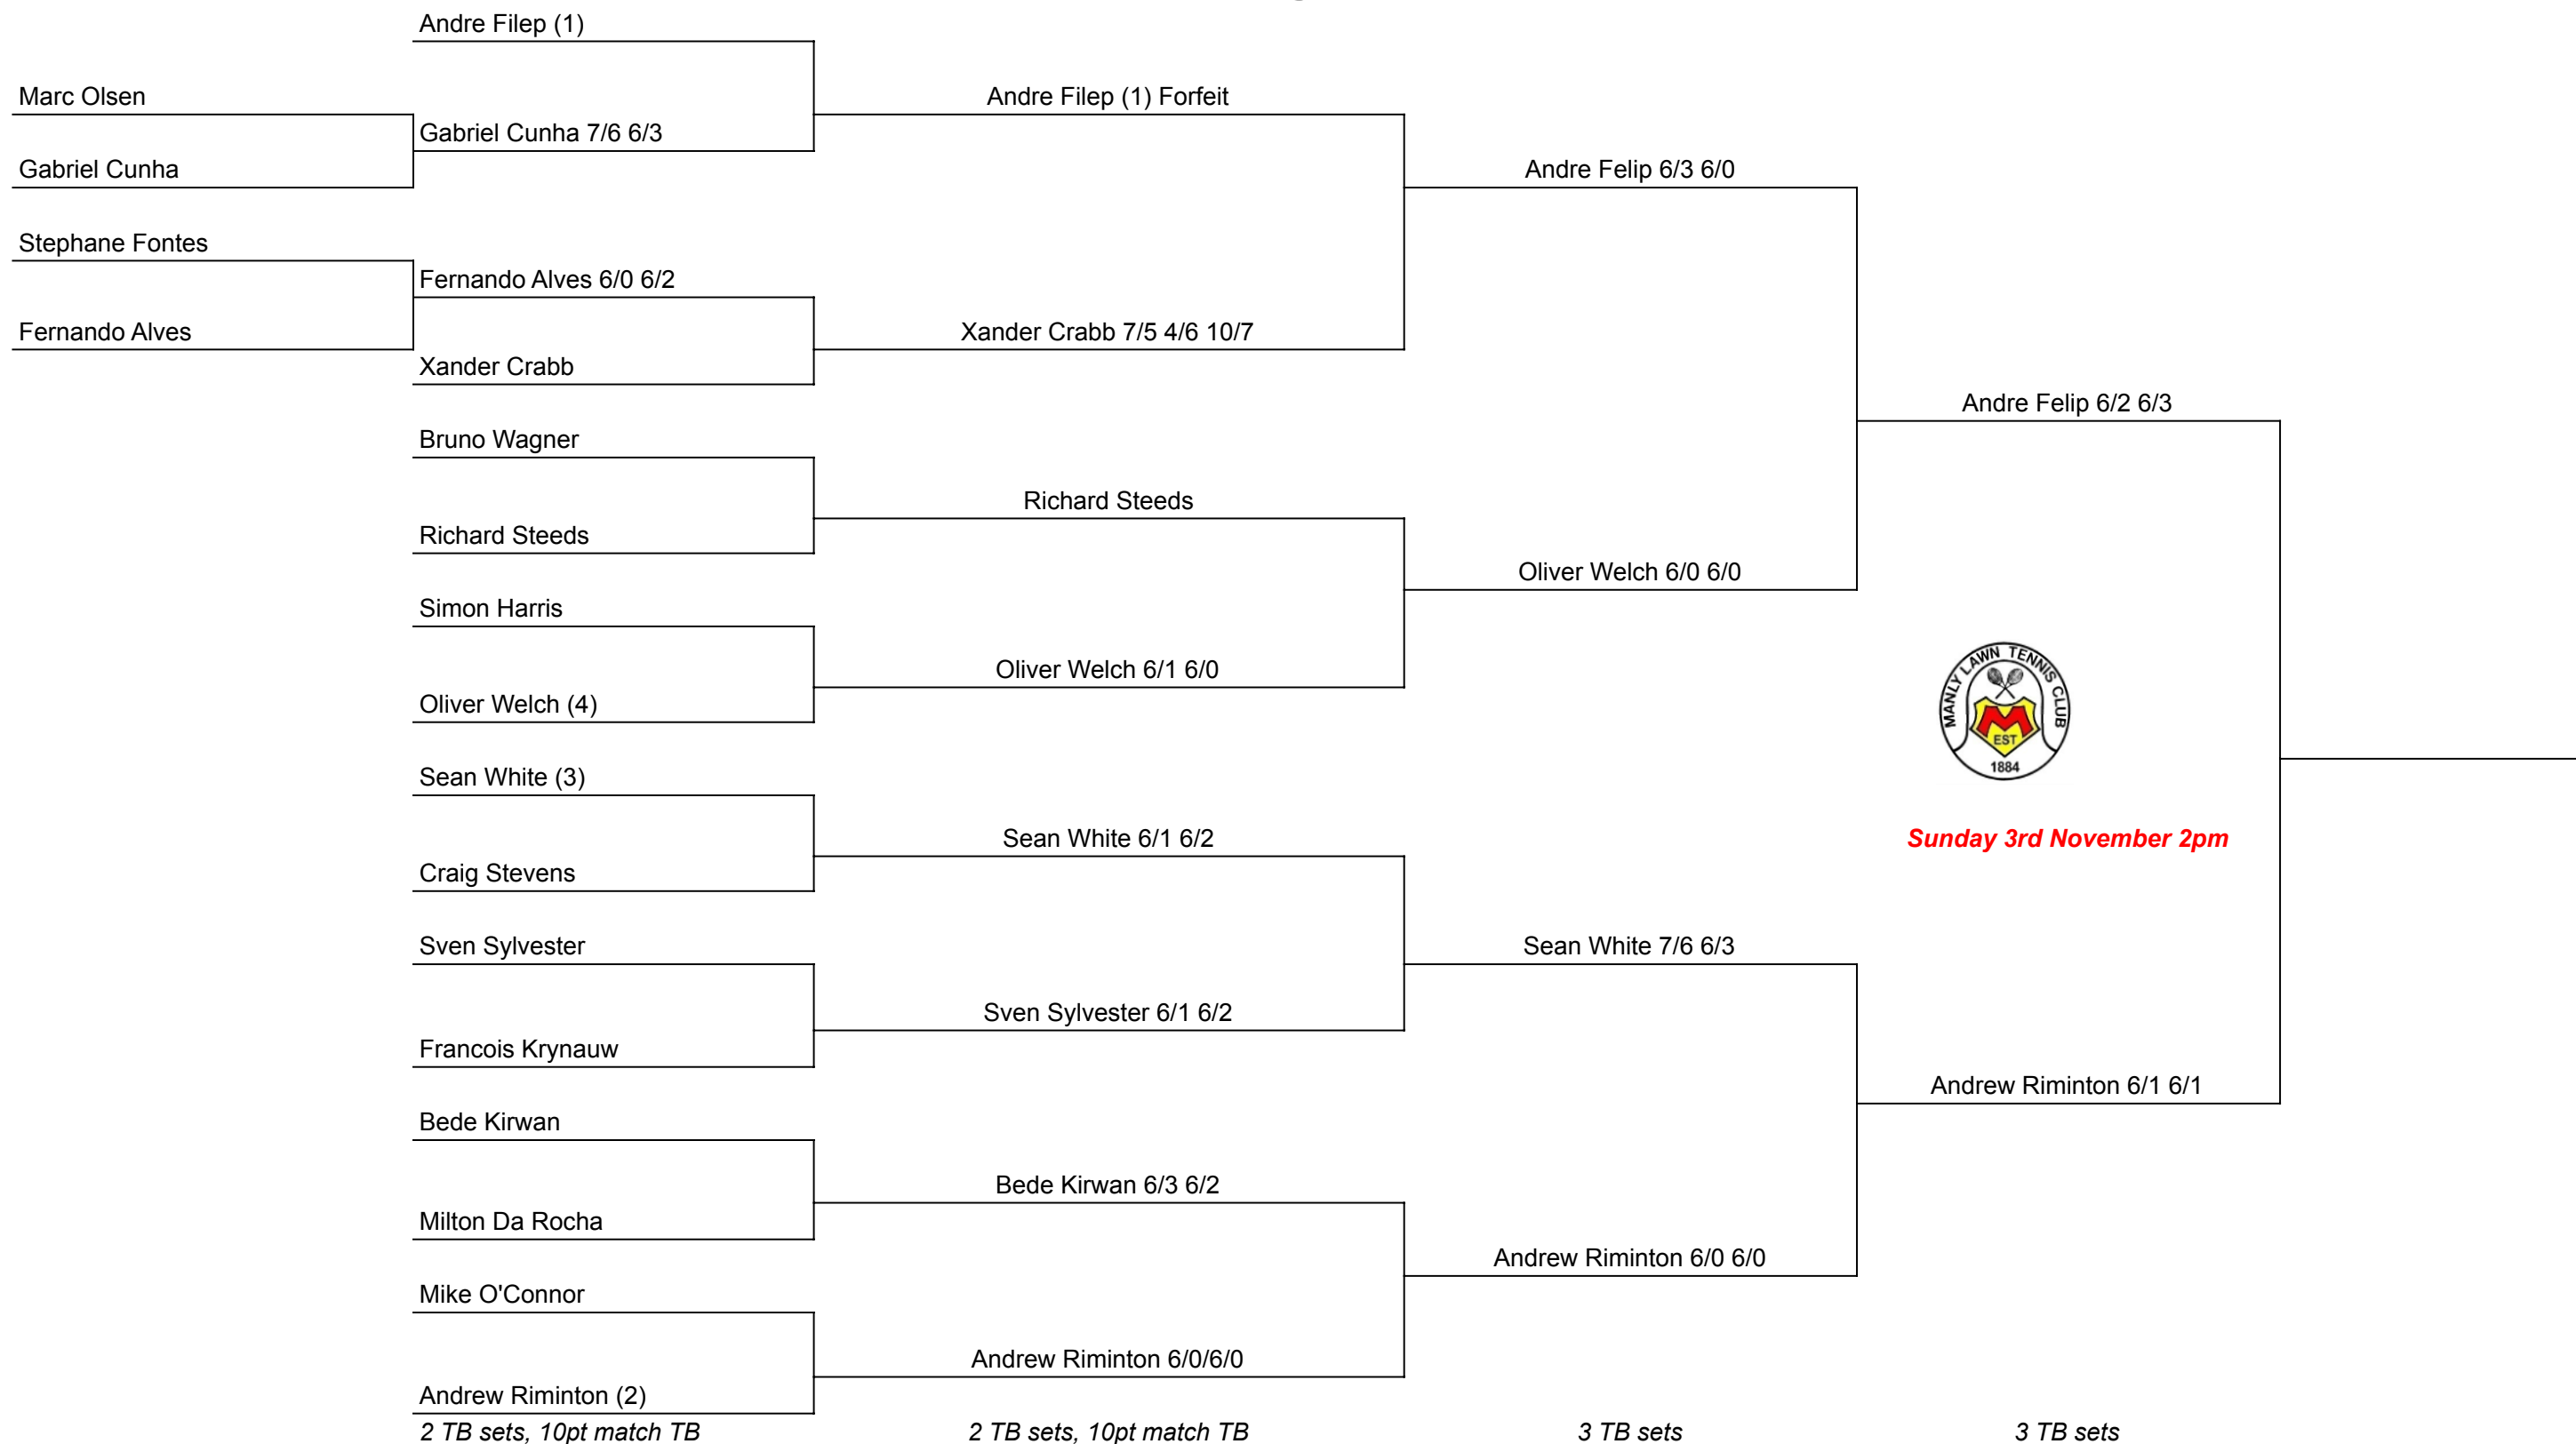 Andre Filep (1)
Marc Olsen
Andre Filep (1) Forfeit
Gabriel Cunha 7/6 6/3
Gabriel Cunha
Andre Felip 6/3 6/0
Stephane Fontes
Fernando Alves 6/0 6/2
Fernando Alves
Xander Crabb 7/5 4/6 10/7
Xander Crabb
Andre Felip 6/2 6/3
Bruno Wagner
Richard Steeds
Richard Steeds
Oliver Welch 6/0 6/0
Simon Harris
Oliver Welch 6/1 6/0
Oliver Welch (4)
MANLY LAWN TENNIS CLUB
M
EST
1884
Sean White (3)
Sean White 6/1 6/2
Sunday 3rd November 2pm
Craig Stevens
Sven Sylvester
Sean White 7/6 6/3
Sven Sylvester 6/1 6/2
Francois Krynauw
Andrew Riminton 6/1 6/1
Bede Kirwan
Bede Kirwan 6/3 6/2
Milton Da Rocha
Andrew Riminton 6/0 6/0
Mike O'Connor
Andrew Riminton 6/0/6/0
Andrew Riminton (2)
2 TB sets, 10pt match TB
2 TB sets, 10pt match TB
3 TB sets
3 TB sets